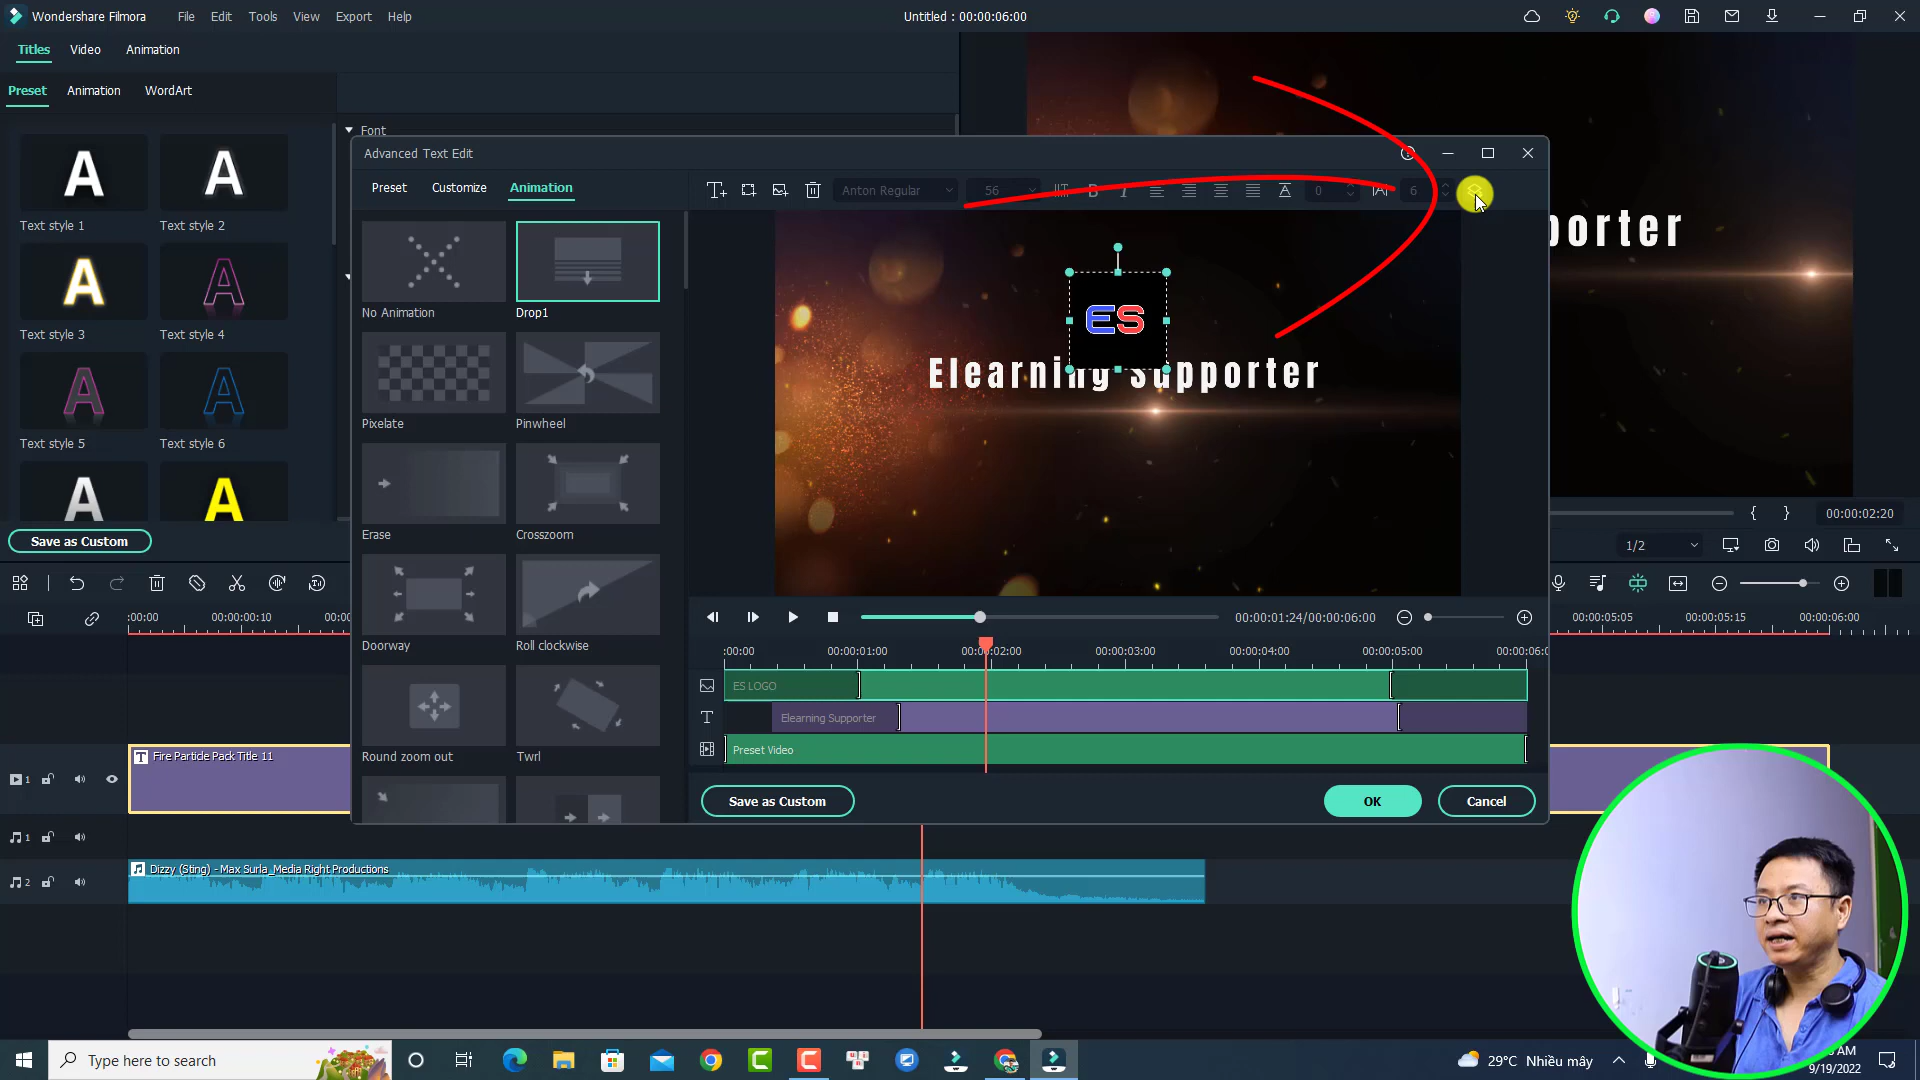 Wondershare Filmora File Edit Tools View Export Help Untitled : 00:00:06:00
Titles Video Animation
Preset Animation WordArt
Font
Text style 1 Text style 2
Text style 3 Text style 4
Text style 5 Text style 6
Save as Custom
Advanced Text Edit
Preset Customize Animation
Anton Regular 56 0 6
No Animation Drop1
Pixelate Pinwheel
Erase Crosszoom
Doorway Roll clockwise
Round zoom out Twrl
ES
Elearning Supporter
porter
00:00:01:24/00:00:06:00
:00:00 00:00:01:00 00:00:02:00 00:00:03:00 00:00:04:00 00:00:05:00 00:00:06:0
ES LOGO
Elearning Supporter
Preset Video
Save as Custom OK Cancel
00:00:02:20
1/2
:00:00 00:00:00:10 00:00:05:05 00:00:05:15 00:00:06:00
1 Fire Particle Pack Title 11
1
2 Dizzy (Sting) - Max Surla_Media Right Productions
Type here to search
29°C Nhiều mây
AM
9/19/2022